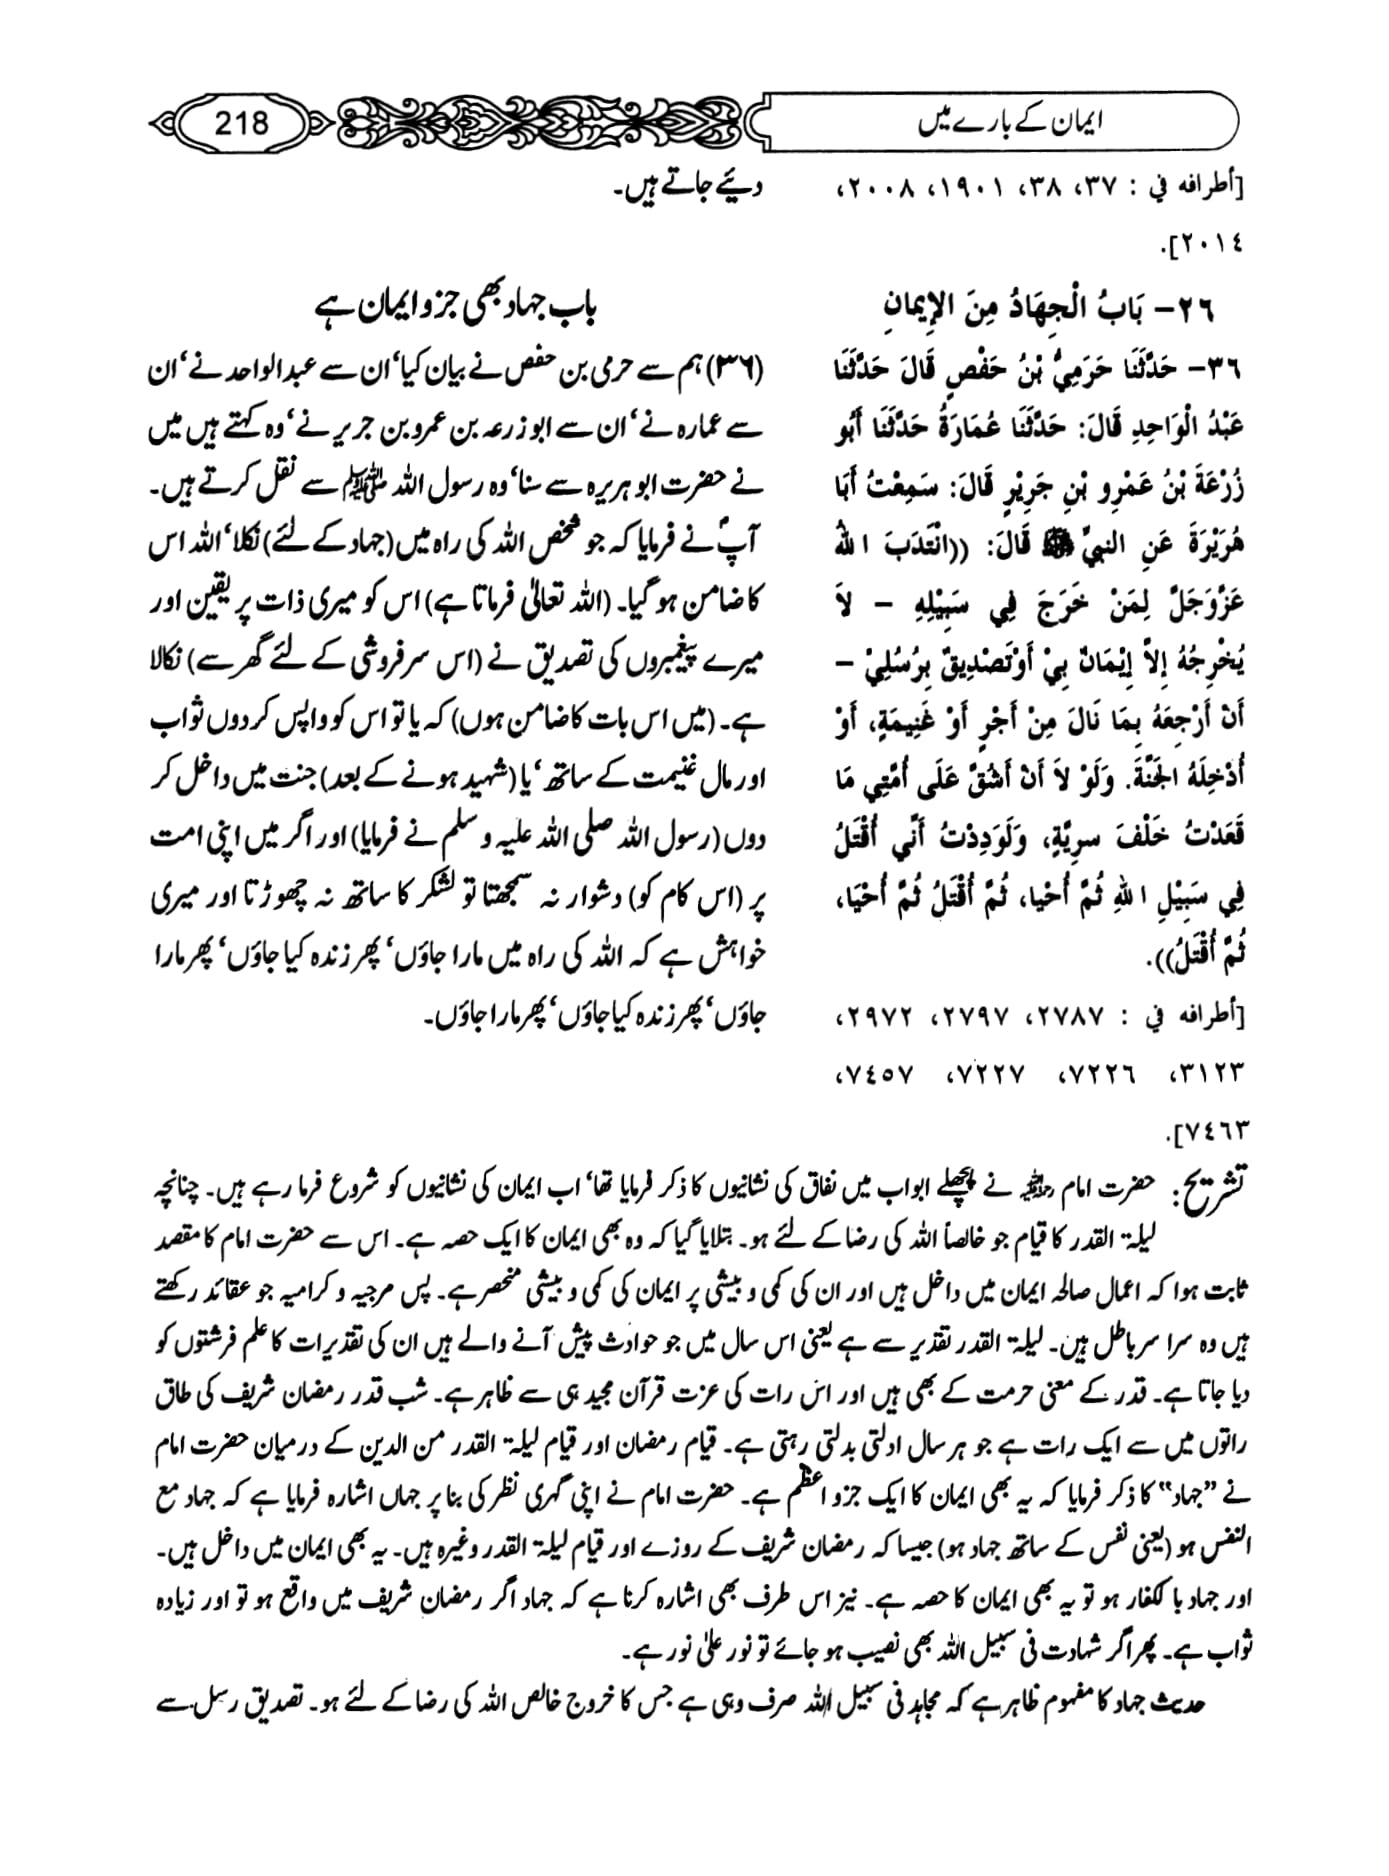 ایمان کے بارے میں
218
[أطرافه في : ٣٧، ٣٨، ١٩٠١، ٢٠٠٨،
٢٠١٤].
٢٦- بَابُ الْجِهَادُ مِنَ الإِيمَانِ
٣٦- حَدَّثَنَا حَرَمِيُّ بْنُ حَفْصٍ قَالَ حَدَّثَنَا
عَبْدُ الْوَاحِدِ قَالَ: حَدَّثَنَا عُمَارَةُ حَدَّثَنَا أَبُو
زُرْعَةَ بْنُ عَمْرِو بْنِ جَرِيْرٍ قَالَ: سَمِعْتُ أَبَا
هُرَيْرَةَ عَنِ النبيِّ ﷺ قَالَ: ((انْتَدَبَ اللهُ
عَزَّوَجَلَّ لِمَنْ خَرَجَ فِي سَبِيْلِهِ – لاَ
يُخْرِجُهُ إِلاَّ إِيْمَانٌ بِيْ أَوْتَصْدِيقٌ بِرُسُلِيْ –
أَنْ أَرْجِعَهُ بِمَا نَالَ مِنْ أَجْرٍ أَوْ غَنِيمَةٍ، أَوْ
أُدْخِلَهُ الجَنَّةَ. وَلَوْ لاَ أَنْ أَشُقَّ عَلَى أُمَّتِي مَا
قَعَدْتُ خَلْفَ سرِيَّةٍ، وَلَوَدِدْتُ أَنِّي أُقْتَلُ
فِي سَبِيْلِ اللهِ ثُمَّ أُحْيا، ثُمَّ أُقْتَلُ ثُمَّ أُحْيَا،
ثُمَّ أُقْتَلُ)).
[أطرافه في : ٢٧٨٧، ٢٧٩٧، ٢٩٧٢،
٣١٢٣، ٧٢٢٦، ٧٢٢٧، ٧٤٥٧،
٧٤٦٣].
دیئے جاتے ہیں۔
باب جہاد بھی جزو ایمان ہے
(۳۶) ہم سے حرمی بن حفص نے بیان کیا‘ ان سے عبدالواحد نے‘ ان
سے عمارہ نے‘ ان سے ابو زرعہ بن عمرو بن جریر نے‘ وہ کہتے ہیں میں
نے حضرت ابو ہریرہ سے سنا‘ وہ رسول اللہ ﷺ سے نقل کرتے ہیں۔
آپؐ نے فرمایا کہ جو شخص اللہ کی راہ میں (جہاد کے لئے) نکلا‘ اللہ اس
کا ضامن ہو گیا۔ (اللہ تعالیٰ فرماتا ہے) اس کو میری ذات پر یقین اور
میرے پیغمبروں کی تصدیق نے (اس سرفروشی کے لئے گھر سے) نکالا
ہے۔ (میں اس بات کا ضامن ہوں) کہ یا تو اس کو واپس کر دوں ثواب
اور مال غنیمت کے ساتھ‘ یا (شہید ہونے کے بعد) جنت میں داخل کر
دوں (رسول اللہ صلی اللہ علیہ و سلم نے فرمایا) اور اگر میں اپنی امت
پر (اس کام کو) دشوار نہ سمجھتا تو لشکر کا ساتھ نہ چھوڑتا اور میری
خواہش ہے کہ اللہ کی راہ میں مارا جاؤں‘ پھر زندہ کیا جاؤں‘ پھر مارا
جاؤں‘ پھر زندہ کیا جاؤں‘ پھر مارا جاؤں۔
تشریح: حضرت امام رحمۃ اللہ علیہ نے پچھلے ابواب میں نفاق کی نشانیوں کا ذکر فرمایا تھا‘ اب ایمان کی نشانیوں کو شروع فرما رہے ہیں۔ چنانچہ
لیلۃ القدر کا قیام جو خالصاً اللہ کی رضا کے لئے ہو۔ بتلایا گیا کہ وہ بھی ایمان کا ایک حصہ ہے۔ اس سے حضرت امام کا مقصد
ثابت ہوا کہ اعمال صالحہ ایمان میں داخل ہیں اور ان کی کمی و بیشی پر ایمان کی کمی و بیشی منحصر ہے۔ پس مرجیہ و کرامیہ جو عقائد رکھتے
ہیں وہ سرا سر باطل ہیں۔ لیلۃ القدر تقدیر سے ہے یعنی اس سال میں جو حوادث پیش آنے والے ہیں ان کی تقدیرات کا علم فرشتوں کو
دیا جاتا ہے۔ قدر کے معنی حرمت کے بھی ہیں اور اس رات کی عزت قرآن مجید ہی سے ظاہر ہے۔ شب قدر رمضان شریف کی طاق
راتوں میں سے ایک رات ہے جو ہر سال ادلتی بدلتی رہتی ہے۔ قیام رمضان اور قیام لیلۃ القدر من الدین کے درمیان حضرت امام
نے ”جہاد“ کا ذکر فرمایا کہ یہ بھی ایمان کا ایک جزو اعظم ہے۔ حضرت امام نے اپنی گہری نظر کی بنا پر جہاں اشارہ فرمایا ہے کہ جہاد مع
النفس ہو (یعنی نفس کے ساتھ جہاد ہو) جیسا کہ رمضان شریف کے روزے اور قیام لیلۃ القدر وغیرہ ہیں۔ یہ بھی ایمان میں داخل ہیں۔
اور جہاد با لکفار ہو تو یہ بھی ایمان کا حصہ ہے۔ نیز اس طرف بھی اشارہ کرنا ہے کہ جہاد اگر رمضان شریف میں واقع ہو تو اور زیادہ
ثواب ہے۔ پھر اگر شہادت فی سبیل اللہ بھی نصیب ہو جائے تو نور علیٰ نور ہے۔
حدیث جہاد کا مفہوم ظاہر ہے کہ مجاہد فی سبیل اللہ صرف وہی ہے جس کا خروج خالص اللہ کی رضا کے لئے ہو۔ تصدیق رسل سے